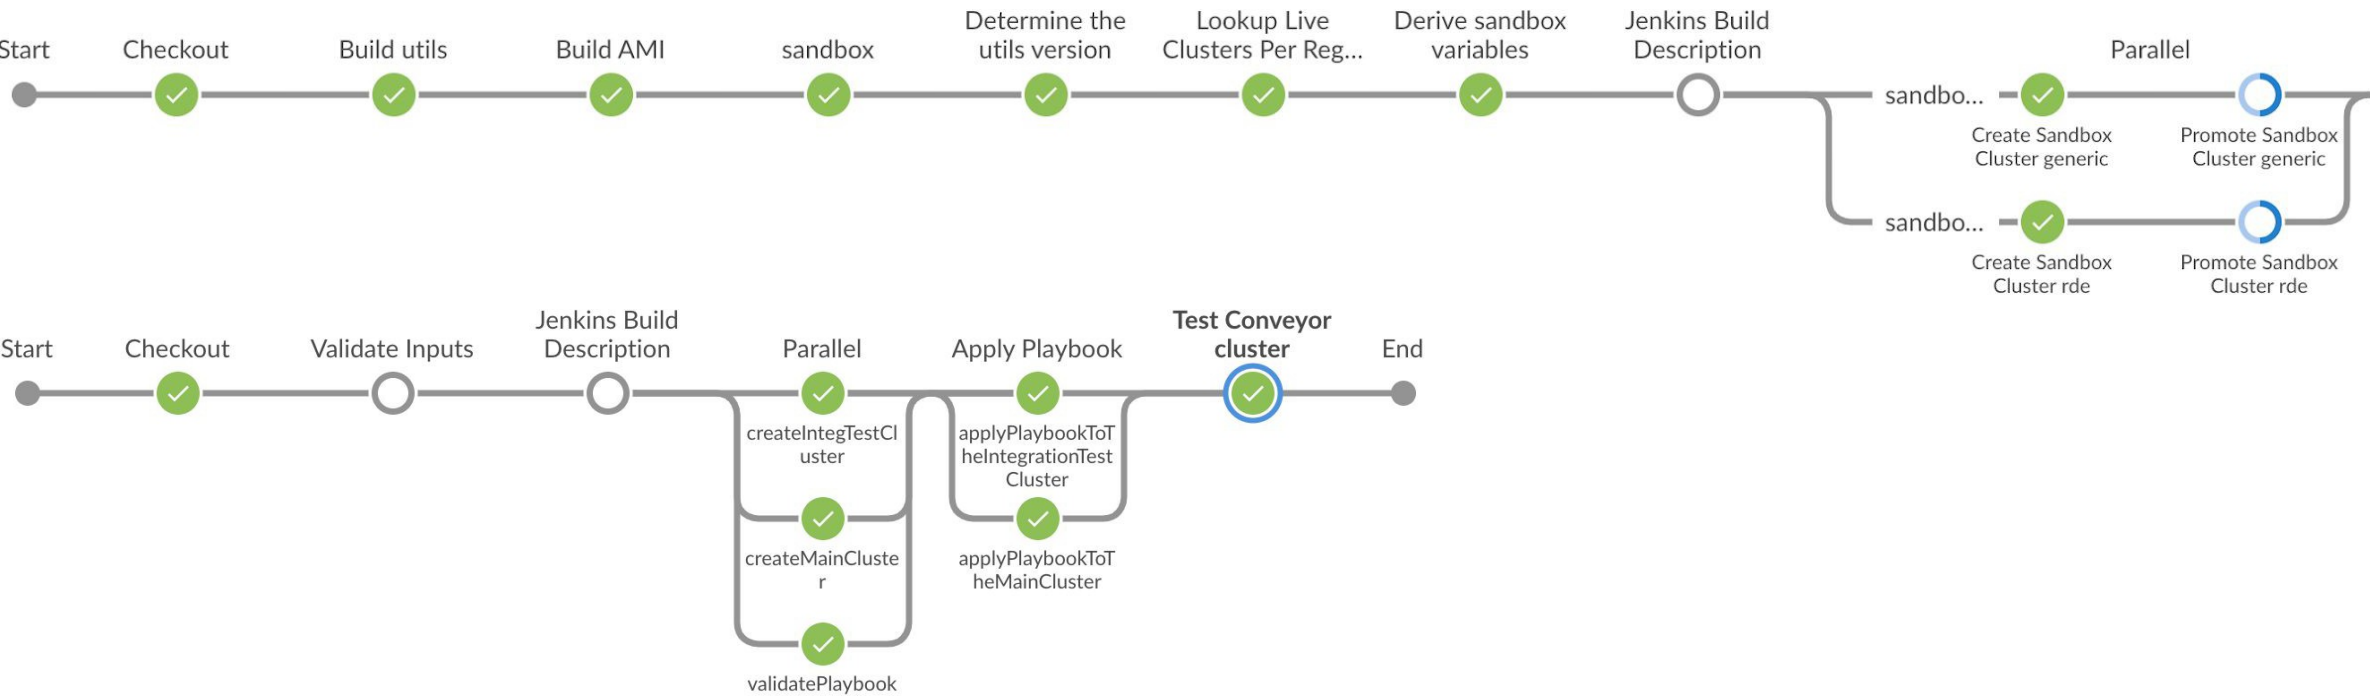 Start
Checkout
Build utils
Build AMI
sandbox
Determine the
utils version
Lookup Live
Clusters Per Reg...
Derive sandbox
variables
Jenkins Build
Description
Parallel
sandbo...
Create Sandbox
Cluster generic
Promote Sandbox
Cluster generic
sandbo...
Create Sandbox
Cluster rde
Promote Sandbox
Cluster rde
Start
Checkout
Validate Inputs
Jenkins Build
Description
Parallel
Apply Playbook
Test Conveyor
cluster
End
createIntegTestCl
uster
applyPlaybookToT
heIntegrationTest
Cluster
createMainCluste
r
applyPlaybookToT
heMainCluster
validatePlaybook